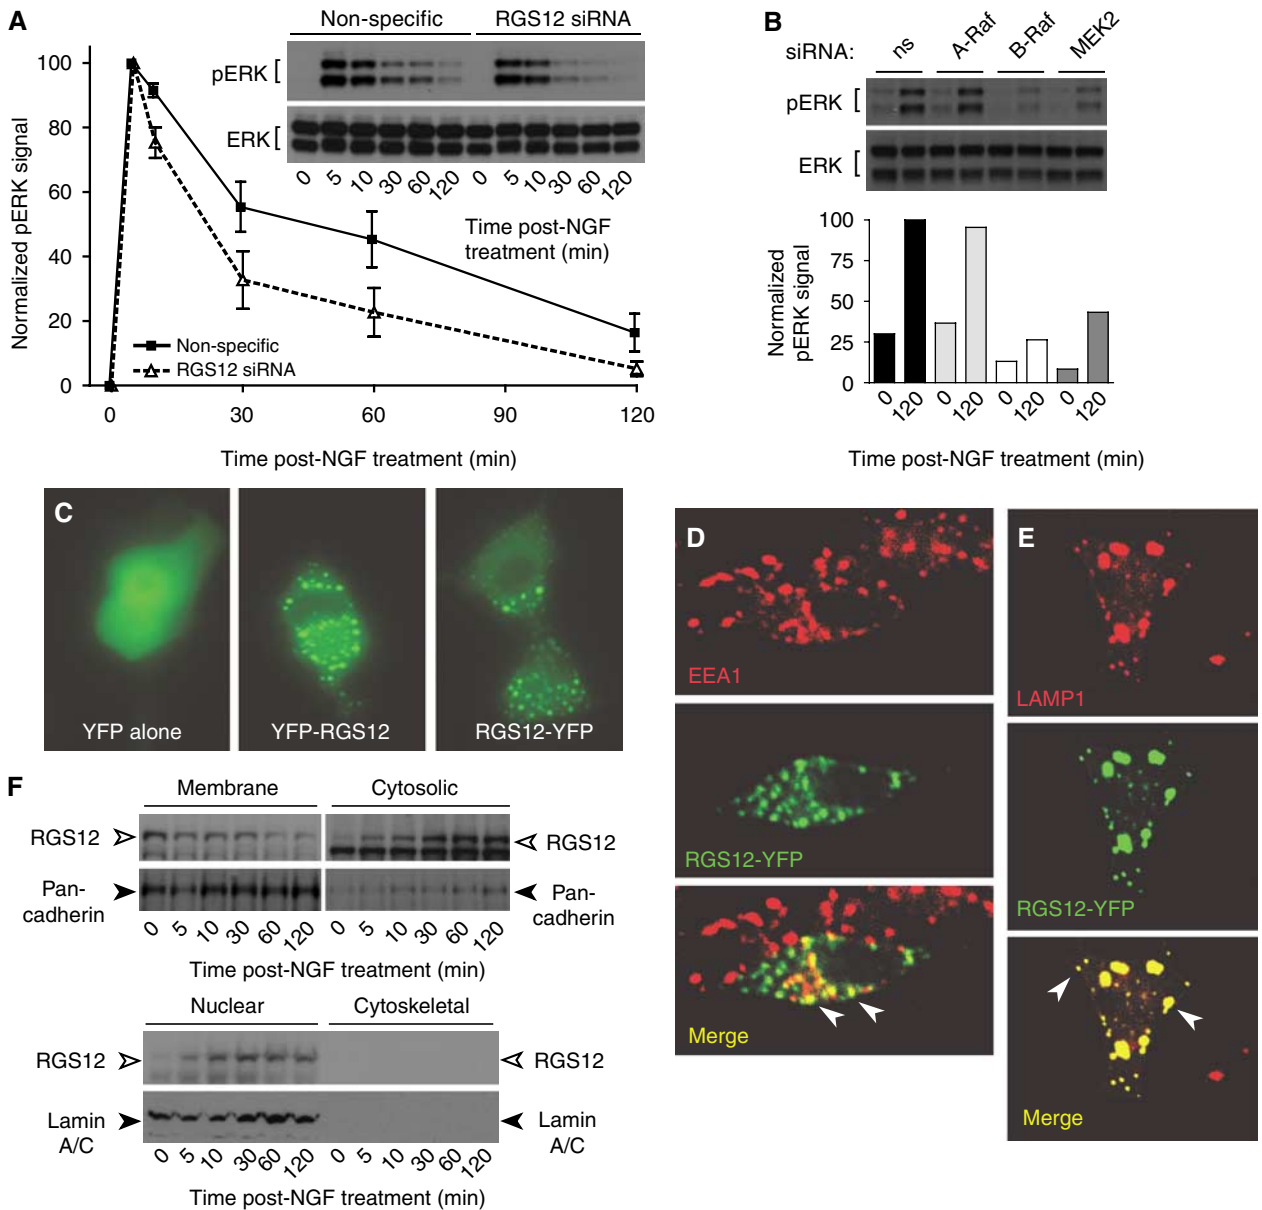 A
Non-specific
RGS12 siRNA
pERK
ERK
0 5 10 30 60 120 0 5 10 30 60 120
Time post-NGF
treatment (min)
Normalized pERK signal
100
80
60
40
20
0
Non-specific
RGS12 siRNA
0 30 60 90 120
Time post-NGF treatment (min)
B
siRNA:
ns
A-Raf
B-Raf
MEK2
pERK
ERK
Normalized
pERK signal
100
75
50
25
0
0 120 0 120 0 120 0 120
Time post-NGF treatment (min)
C
YFP alone
YFP-RGS12
RGS12-YFP
D
EEA1
RGS12-YFP
Merge
E
LAMP1
RGS12-YFP
Merge
F
Membrane
Cytosolic
RGS12
RGS12
Pan-
cadherin
Pan-
cadherin
0 5 10 30 60 120 0 5 10 30 60 120
Time post-NGF treatment (min)
Nuclear
Cytoskeletal
RGS12
RGS12
Lamin
A/C
Lamin
A/C
0 5 10 30 60 120 0 5 10 30 60 120
Time post-NGF treatment (min)